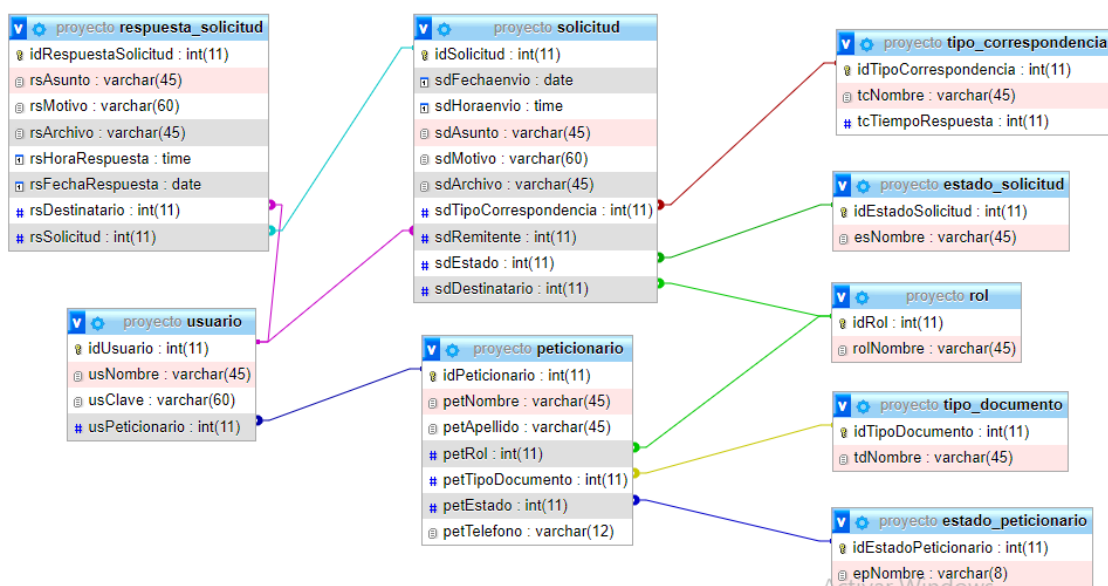 proyecto respuesta_solicitud
idRespuestaSolicitud : int(11)
rsAsunto : varchar(45)
rsMotivo : varchar(60)
rsArchivo : varchar(45)
rsHoraRespuesta : time
rsFechaRespuesta : date
rsDestinatario : int(11)
rsSolicitud : int(11)
proyecto solicitud
idSolicitud : int(11)
sdFechaenvio : date
sdHoraenvio : time
sdAsunto : varchar(45)
sdMotivo : varchar(60)
sdArchivo : varchar(45)
sdTipoCorrespondencia : int(11)
sdRemitente : int(11)
sdEstado : int(11)
sdDestinatario : int(11)
proyecto tipo_correspondencia
idTipoCorrespondencia : int(11)
tcNombre : varchar(45)
tcTiempoRespuesta : int(11)
proyecto estado_solicitud
idEstadoSolicitud : int(11)
esNombre : varchar(45)
proyecto rol
idRol : int(11)
rolNombre : varchar(45)
proyecto usuario
idUsuario : int(11)
usNombre : varchar(45)
usClave : varchar(60)
usPeticionario : int(11)
proyecto peticionario
idPeticionario : int(11)
petNombre : varchar(45)
petApellido : varchar(45)
petRol : int(11)
petTipoDocumento : int(11)
petEstado : int(11)
petTelefono : varchar(12)
proyecto tipo_documento
idTipoDocumento : int(11)
tdNombre : varchar(45)
proyecto estado_peticionario
idEstadoPeticionario : int(11)
epNombre : varchar(8)